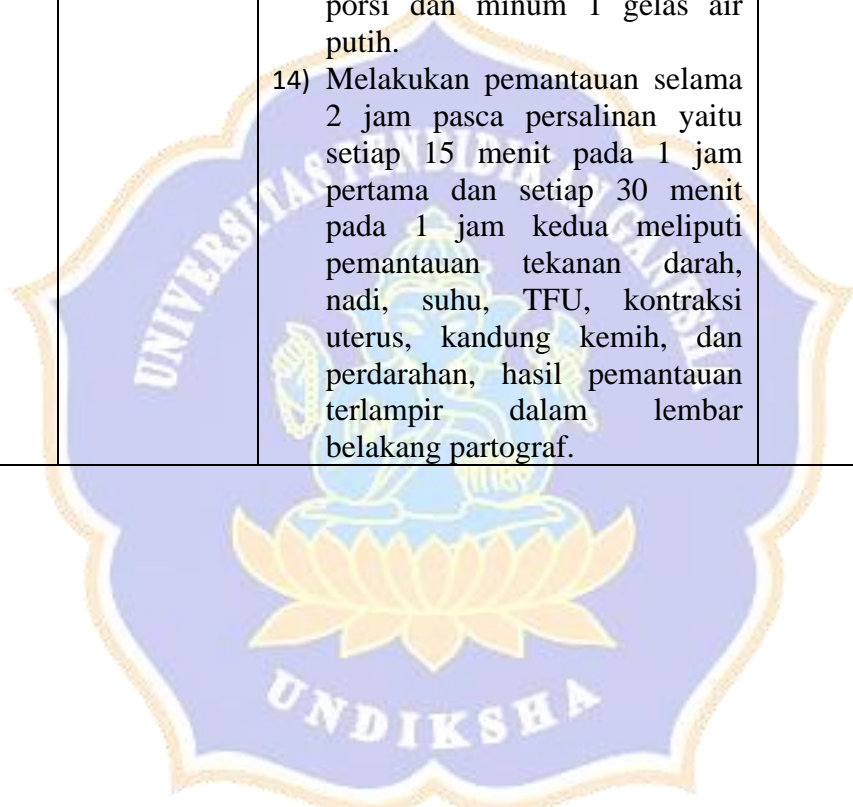 porsi dan minum 1 gelas air
putih.
14) Melakukan pemantauan selama
2 jam pasca persalinan yaitu
setiap 15 menit pada 1 jam
pertama dan setiap 30 menit
pada 1 jam kedua meliputi
pemantauan tekanan darah,
nadi, suhu, TFU, kontraksi
uterus, kandung kemih, dan
perdarahan, hasil pemantauan
terlampir dalam lembar
belakang partograf.
UNIVERSITAS PENDIDIKAN GANESHA
UNDIKSHA